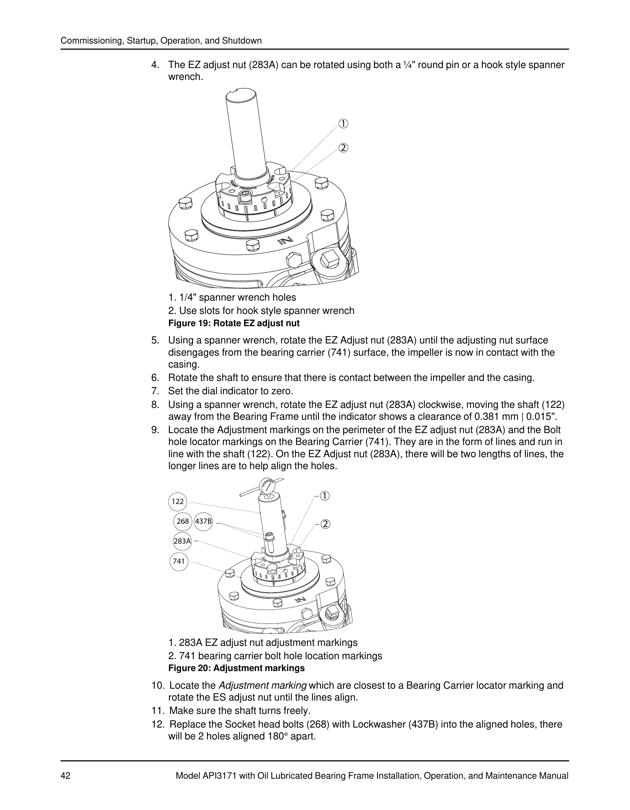 Commissioning, Startup, Operation, and Shutdown
4. The EZ adjust nut (283A) can be rotated using both a ¼" round pin or a hook style spanner
wrench.
①
②
IN
1. 1/4" spanner wrench holes
2. Use slots for hook style spanner wrench
Figure 19: Rotate EZ adjust nut
5. Using a spanner wrench, rotate the EZ Adjust nut (283A) until the adjusting nut surface
disengages from the bearing carrier (741) surface, the impeller is now in contact with the
casing.
6. Rotate the shaft to ensure that there is contact between the impeller and the casing.
7. Set the dial indicator to zero.
8. Using a spanner wrench, rotate the EZ adjust nut (283A) clockwise, moving the shaft (122)
away from the Bearing Frame until the indicator shows a clearance of 0.381 mm | 0.015".
9. Locate the Adjustment markings on the perimeter of the EZ adjust nut (283A) and the Bolt
hole locator markings on the Bearing Carrier (741). They are in the form of lines and run in
line with the shaft (122). On the EZ Adjust nut (283A), there will be two lengths of lines, the
longer lines are to help align the holes.
122
①
268 437B
②
283A
741
IN
1. 283A EZ adjust nut adjustment markings
2. 741 bearing carrier bolt hole location markings
Figure 20: Adjustment markings
10. Locate the Adjustment marking which are closest to a Bearing Carrier locator marking and
rotate the ES adjust nut until the lines align.
11. Make sure the shaft turns freely.
12. Replace the Socket head bolts (268) with Lockwasher (437B) into the aligned holes, there
will be 2 holes aligned 180° apart.
42 Model API3171 with Oil Lubricated Bearing Frame Installation, Operation, and Maintenance Manual